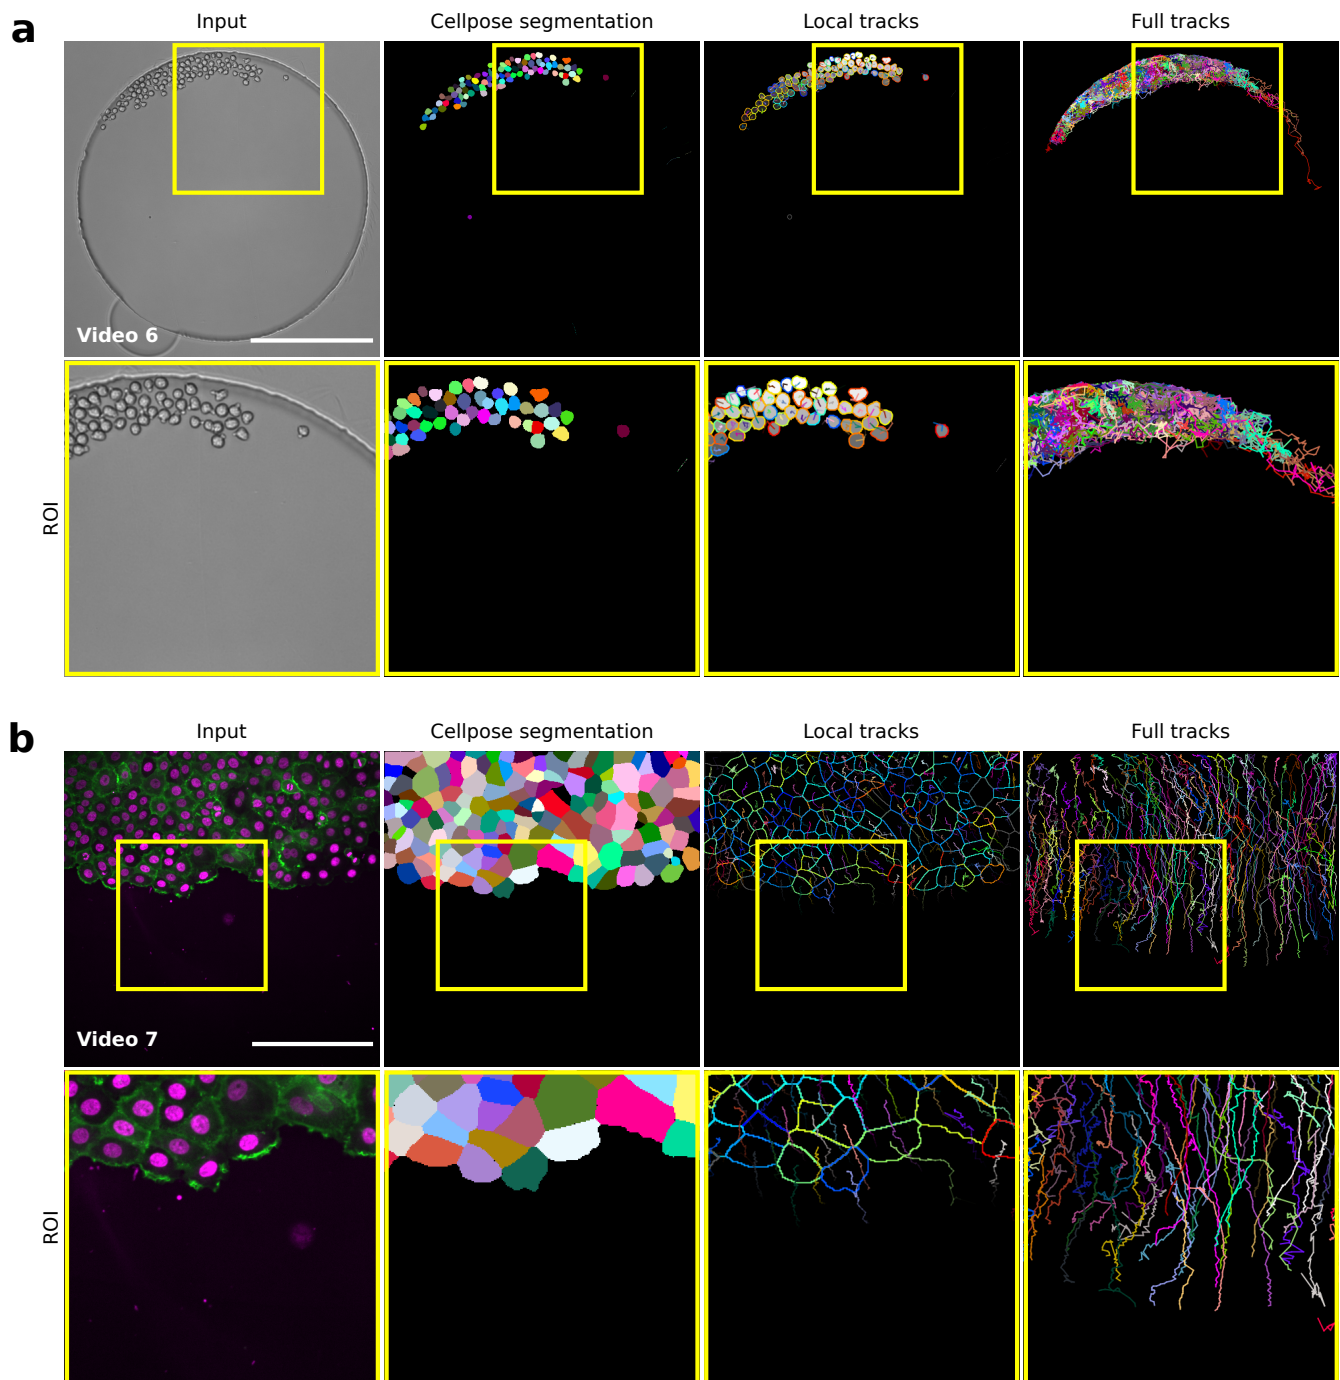 a
Input Cellpose segmentation Local tracks Full tracks
Video 6
ROI
b
Input Cellpose segmentation Local tracks Full tracks
Video 7
ROI